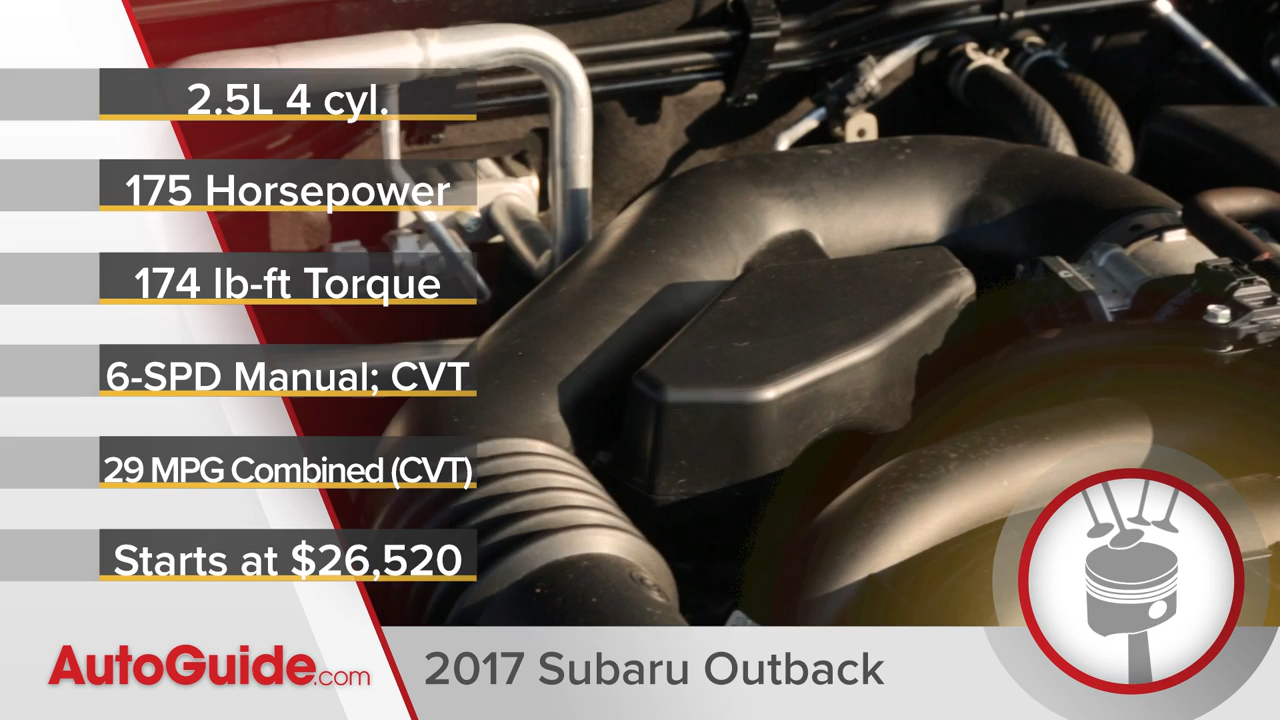 2.5L 4 cyl.
175 Horsepower
174 lb-ft Torque
6-SPD Manual; CVT
29 MPG Combined (CVT)
Starts at $26,520
AutoGuide.com
2017 Subaru Outback